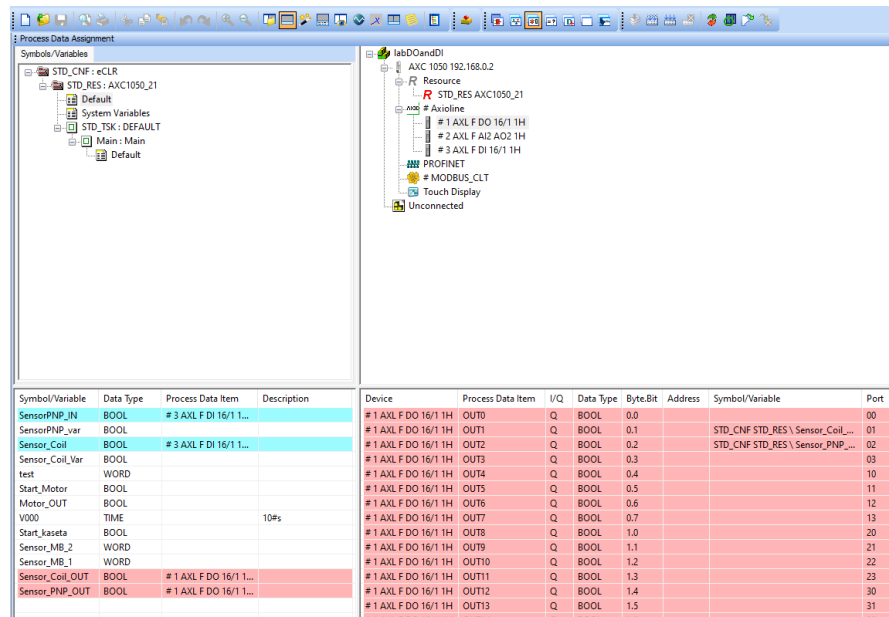 Process Data Assignment
Symbols/Variables
STD_CNF : eCLR
STD_RES : AXC1050_21
Default
System Variables
STD_TSK : DEFAULT
Main : Main
Default
labDOandDI
AXC 1050 192.168.0.2
Resource
STD_RES AXC1050_21
# Axioline
# 1 AXL F DO 16/1 1H
# 2 AXL F AI2 AO2 1H
# 3 AXL F DI 16/1 1H
PROFINET
# MODBUS_CLT
Touch Display
Unconnected
Symbol/Variable Data Type Process Data Item Description
SensorPNP_IN BOOL # 3 AXL F DI 16/1 1...
SensorPNP_var BOOL
Sensor_Coil BOOL # 3 AXL F DI 16/1 1...
Sensor_Coil_Var BOOL
test WORD
Start_Motor BOOL
Motor_OUT BOOL
V000 TIME 10#s
Start_kaseta BOOL
Sensor_MB_2 WORD
Sensor_MB_1 WORD
Sensor_Coil_OUT BOOL # 1 AXL F DO 16/1 1...
Sensor_PNP_OUT BOOL # 1 AXL F DO 16/1 1...
Device Process Data Item I/Q Data Type Byte.Bit Address Symbol/Variable Port
# 1 AXL F DO 16/1 1H OUT0 Q BOOL 0.0 00
# 1 AXL F DO 16/1 1H OUT1 Q BOOL 0.1 STD_CNF STD_RES \ Sensor_Coil_... 01
# 1 AXL F DO 16/1 1H OUT2 Q BOOL 0.2 STD_CNF STD_RES \ Sensor_PNP_... 02
# 1 AXL F DO 16/1 1H OUT3 Q BOOL 0.3 03
# 1 AXL F DO 16/1 1H OUT4 Q BOOL 0.4 10
# 1 AXL F DO 16/1 1H OUT5 Q BOOL 0.5 11
# 1 AXL F DO 16/1 1H OUT6 Q BOOL 0.6 12
# 1 AXL F DO 16/1 1H OUT7 Q BOOL 0.7 13
# 1 AXL F DO 16/1 1H OUT8 Q BOOL 1.0 20
# 1 AXL F DO 16/1 1H OUT9 Q BOOL 1.1 21
# 1 AXL F DO 16/1 1H OUT10 Q BOOL 1.2 22
# 1 AXL F DO 16/1 1H OUT11 Q BOOL 1.3 23
# 1 AXL F DO 16/1 1H OUT12 Q BOOL 1.4 30
# 1 AXL F DO 16/1 1H OUT13 Q BOOL 1.5 31